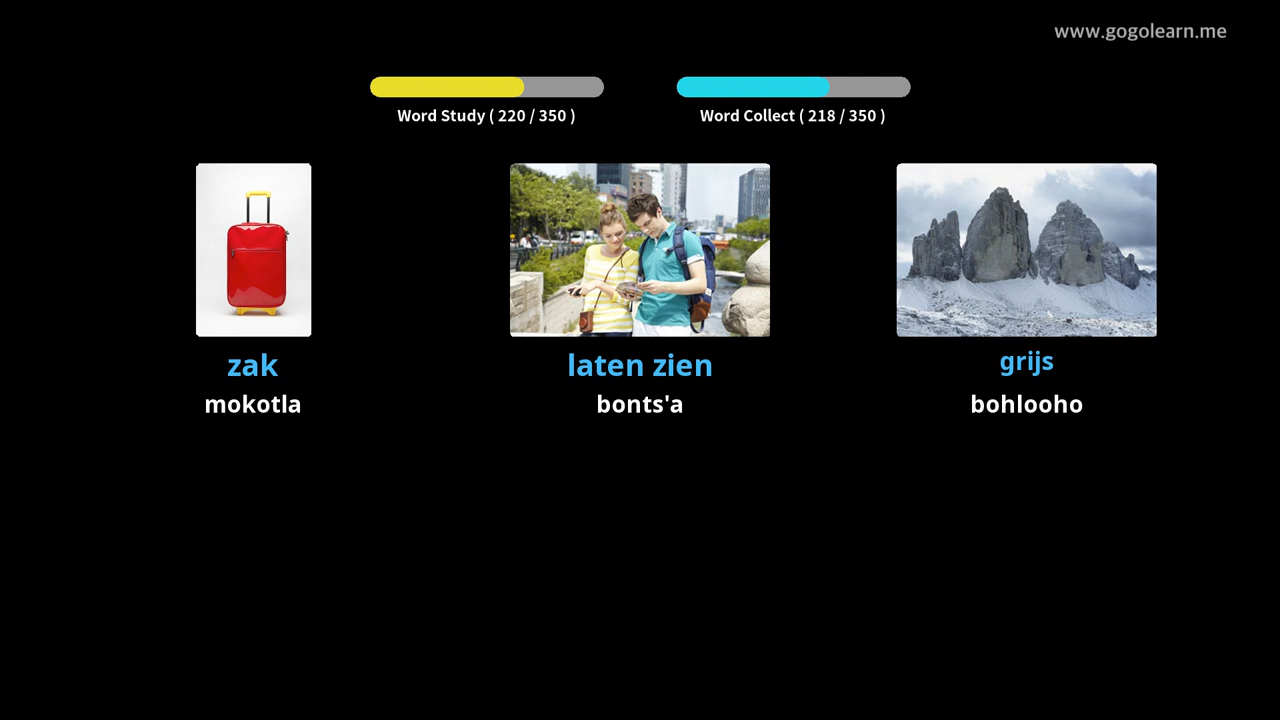 www.gogolearn.me
Word Study ( 220 / 350 )
Word Collect ( 218 / 350 )
zak
mokotla
laten zien
bonts'a
grijs
bohlooho